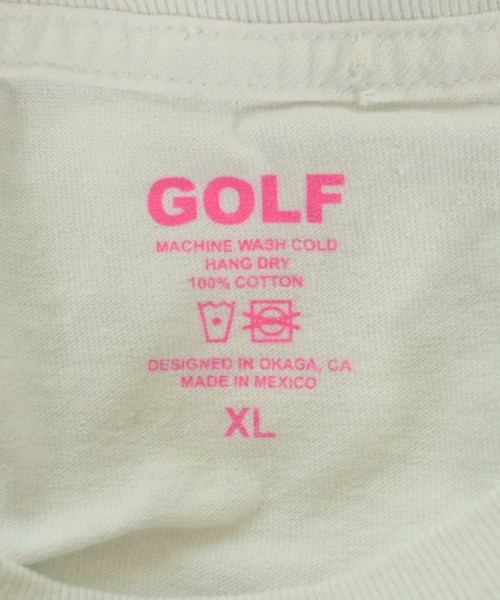 GOLF
MACHINE WASH COLD
HANG DRY
100% COTTON
DESIGNED IN OKAGA, CA
MADE IN MEXICO
XL